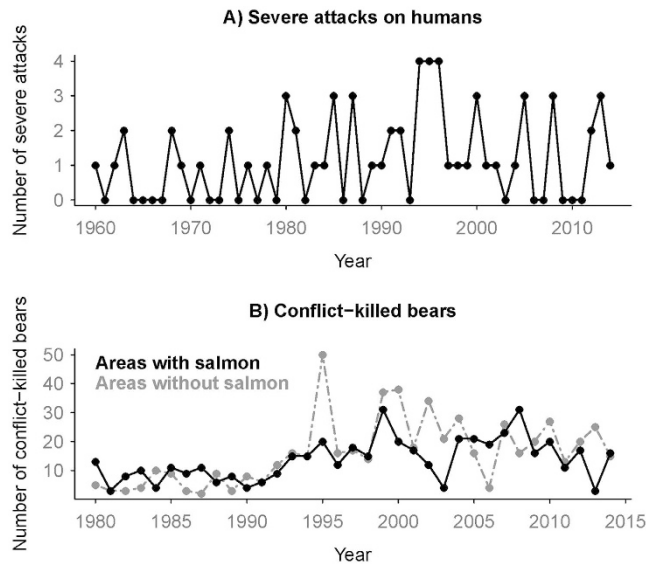 A) Severe attacks on humans
Number of severe attacks
4
3
2
1
0
1960 1970 1980 1990 2000 2010
Year
B) Conflict−killed bears
Number of conflict−killed bears
Areas with salmon
Areas without salmon
50
40
30
20
10
1980 1985 1990 1995 2000 2005 2010 2015
Year